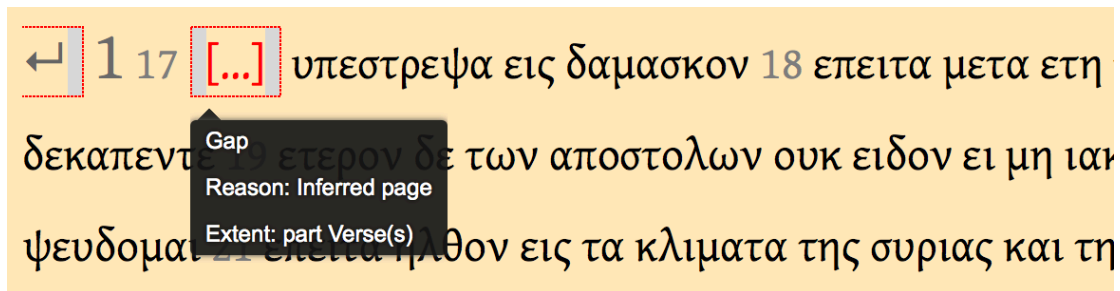 ↵ 1 17 [...] υπεστρεψα εις δαμασκον 18 επειτα μετα ετη
Gap
δεκαπεντε 19 ετερον δε των αποστολων ουκ ειδον ει μη ιακ
Reason: Inferred page
Extent: part Verse(s)
ψευδομαι 21 επειτα ηλθον εις τα κλιματα της συριας και τη